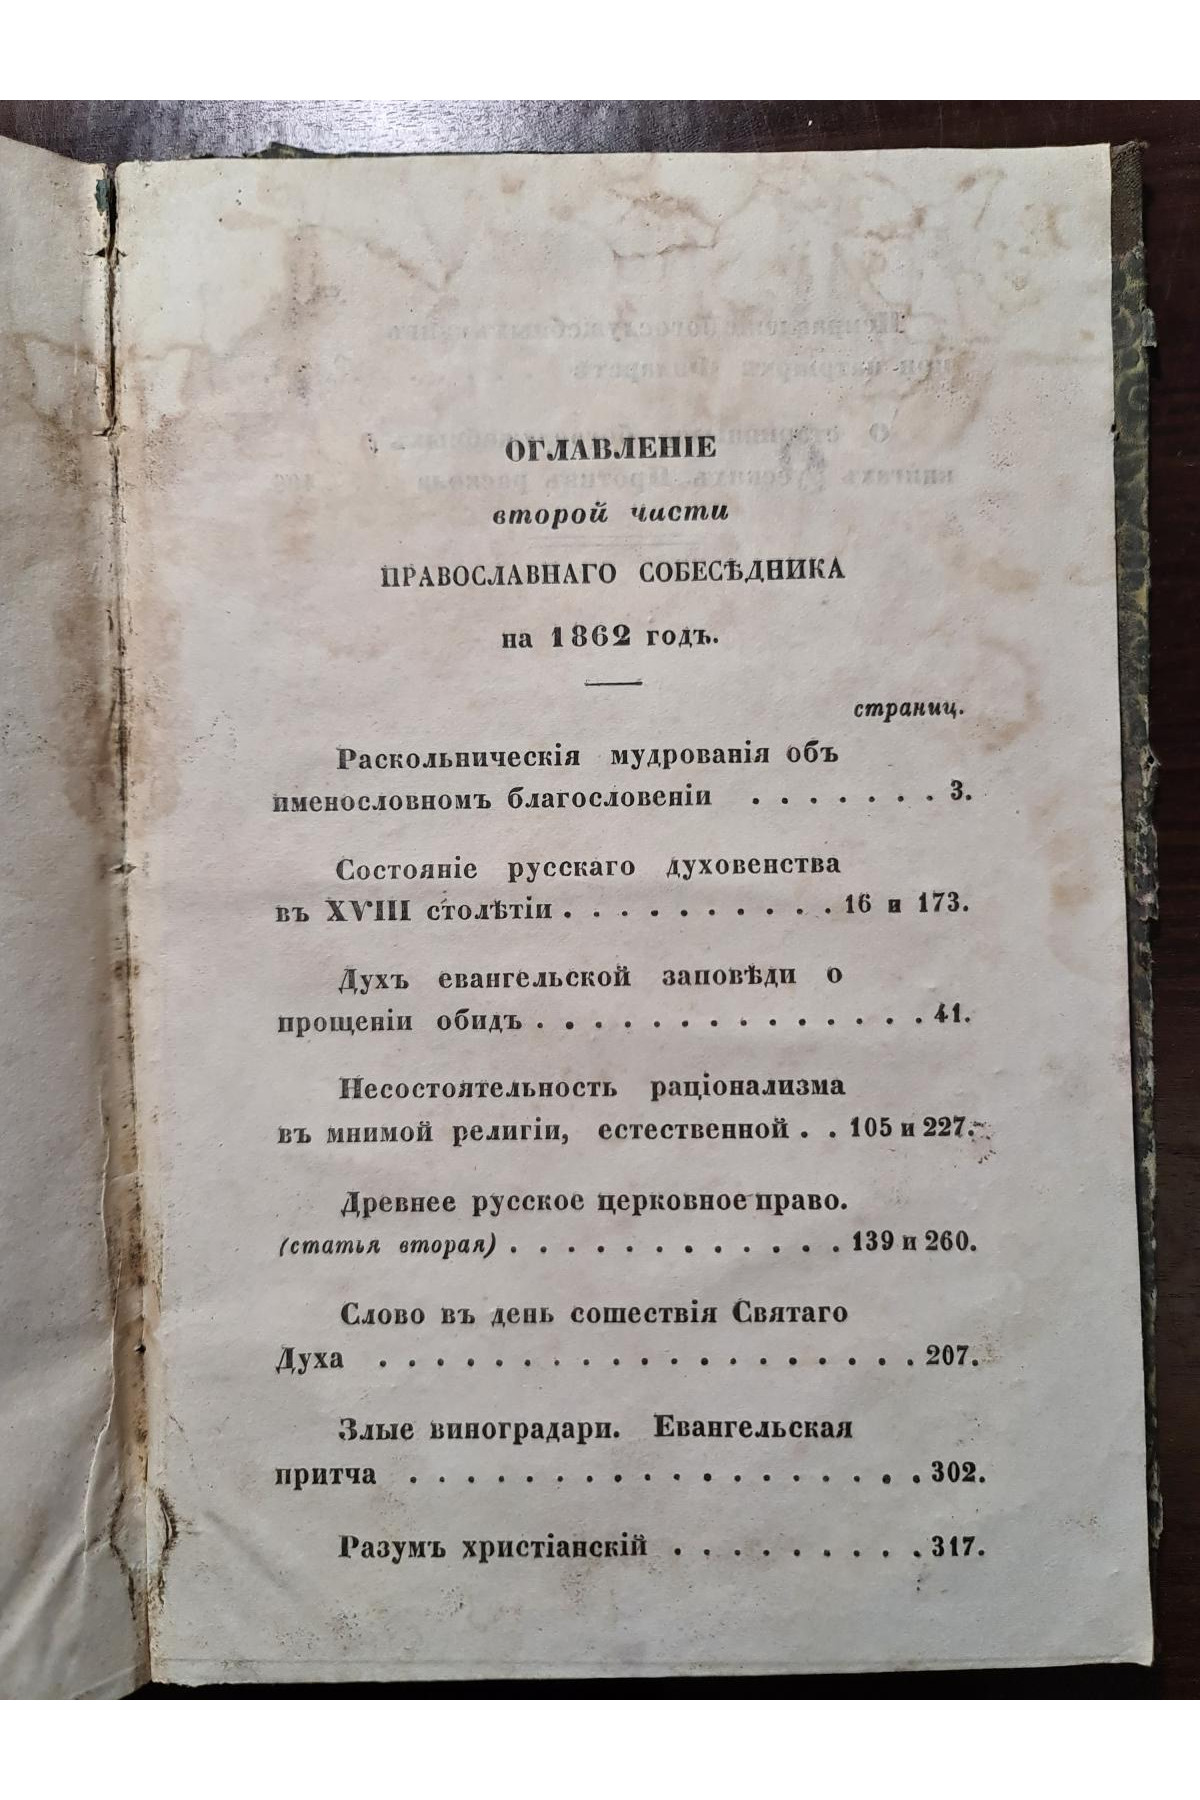 ОГЛАВЛЕНІЕ
второй части
ПРАВОСЛАВНАГО СОБЕСѢДНИКА
на 1862 годъ.
страниц.
Раскольническія мудрованія объ
именословномъ благословеніи . . . . . . . 3.
Состояніе русскаго духовенства
въ XVIII столѣтіи . . . . . . . . . . 16 и 173.
Духъ евангельской заповѣди о
прощеніи обидъ . . . . . . . . . . . . . . 41.
Несостоятельность раціонализма
въ мнимой религіи, естественной . . 105 и 227.
Древнее русское церковное право.
(статья вторая) . . . . . . . . . . . . 139 и 260.
Слово въ день сошествія Святаго
Духа . . . . . . . . . . . . . . . . . . . 207.
Злые виноградари. Евангельская
притча . . . . . . . . . . . . . . . . . . 302.
Разумъ христіанскій . . . . . . . . . 317.